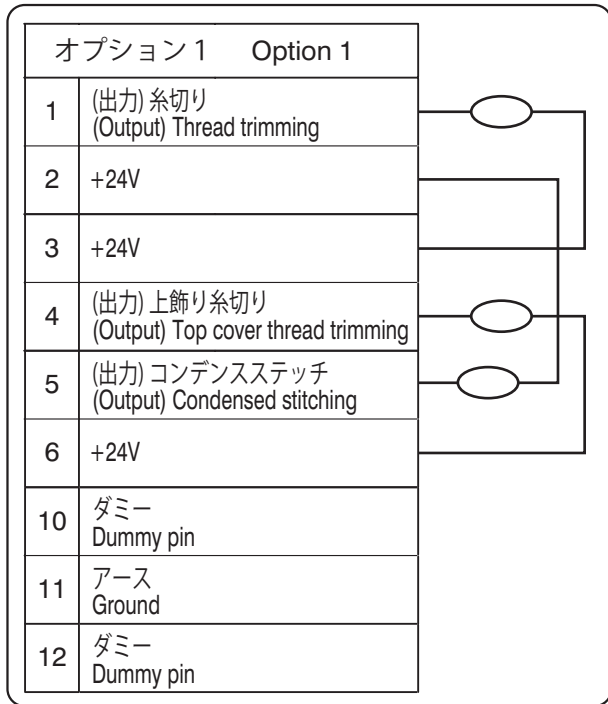 オプション1 Option 1
1 (出力) 糸切り
(Output) Thread trimming
2 +24V
3 +24V
4 (出力) 上飾り糸切り
(Output) Top cover thread trimming
5 (出力) コンデンスステッチ
(Output) Condensed stitching
6 +24V
10 ダミー
Dummy pin
11 アース
Ground
12 ダミー
Dummy pin